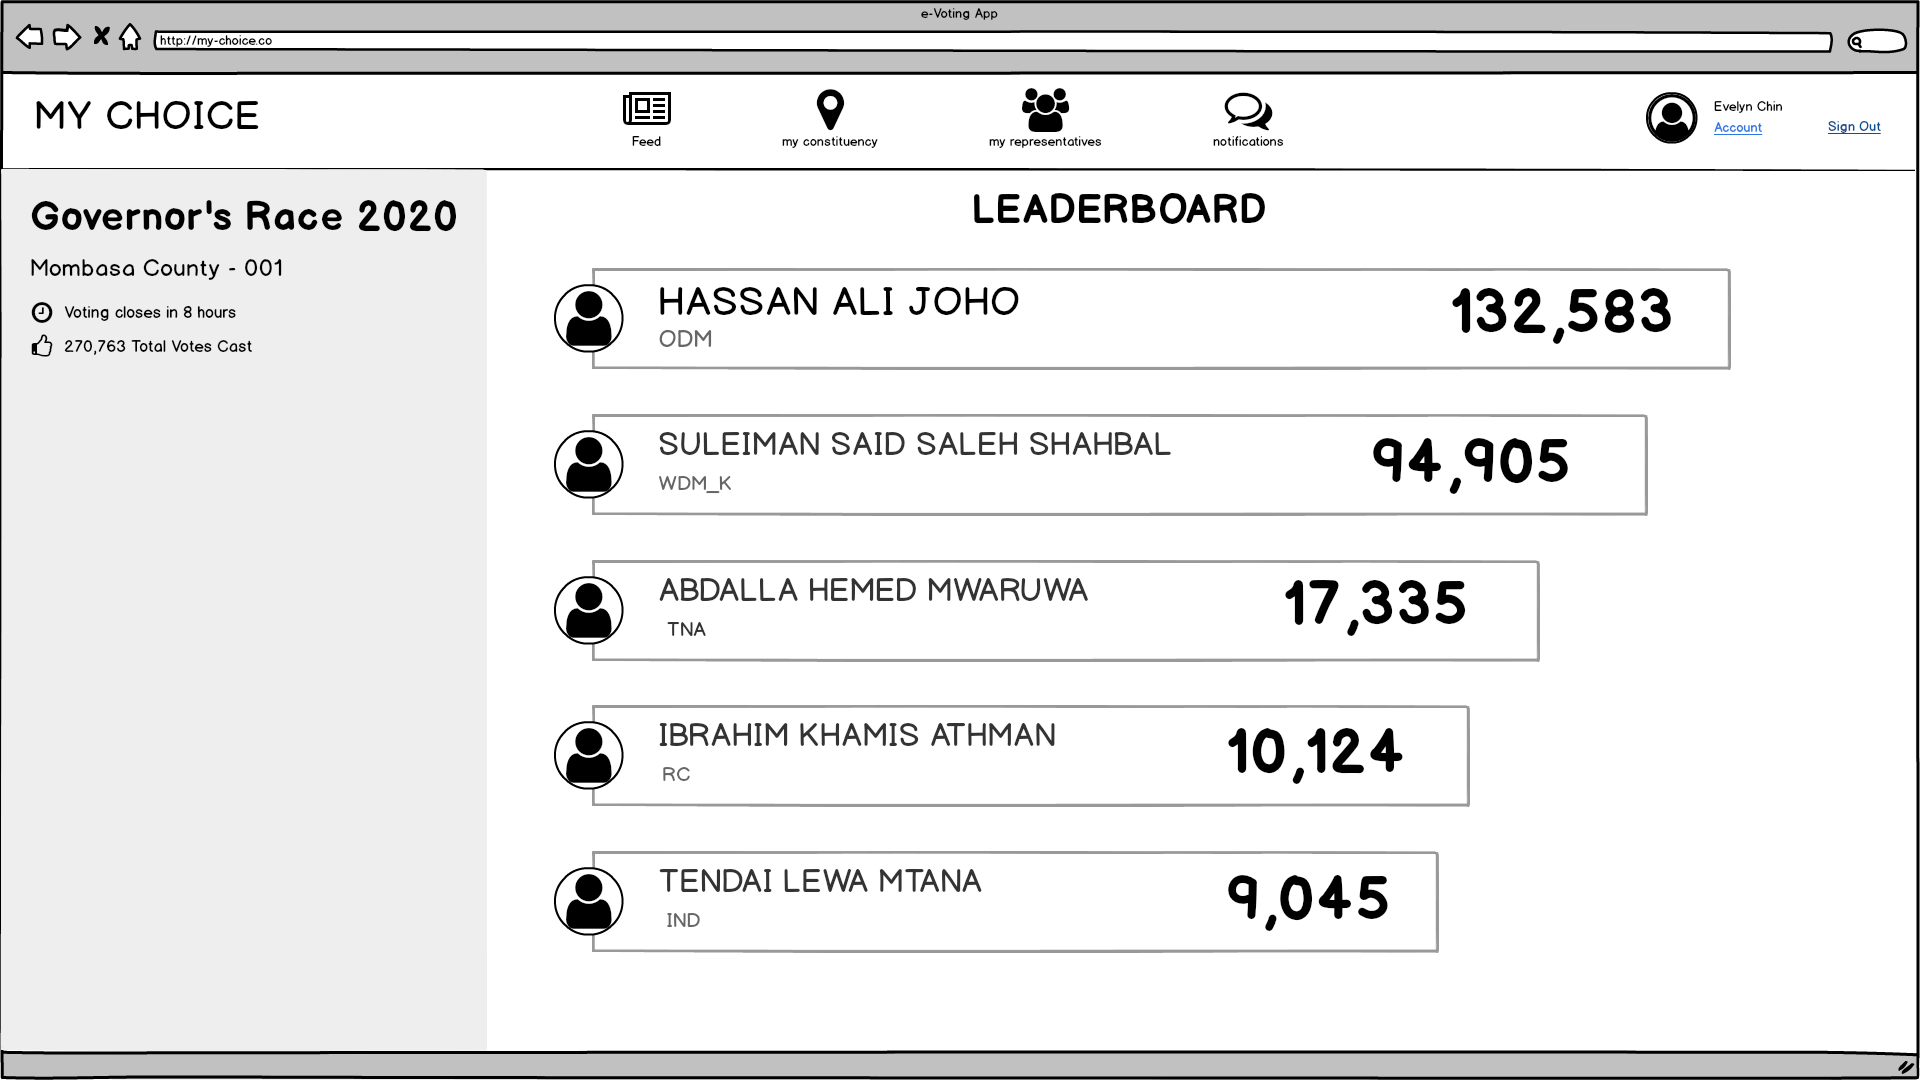 e-Voting App
http://my-choice.co
MY CHOICE
Feed
my constituency
my representatives
notifications
Evelyn Chin
Account
Sign Out
Governor's Race 2020
Mombasa County - 001
Voting closes in 8 hours
270,763 Total Votes Cast
LEADERBOARD
HASSAN ALI JOHO
ODM
132,583
SULEIMAN SAID SALEH SHAHBAL
WDM_K
94,905
ABDALLA HEMED MWARUWA
TNA
17,335
IBRAHIM KHAMIS ATHMAN
RC
10,124
TENDAI LEWA MTANA
IND
9,045